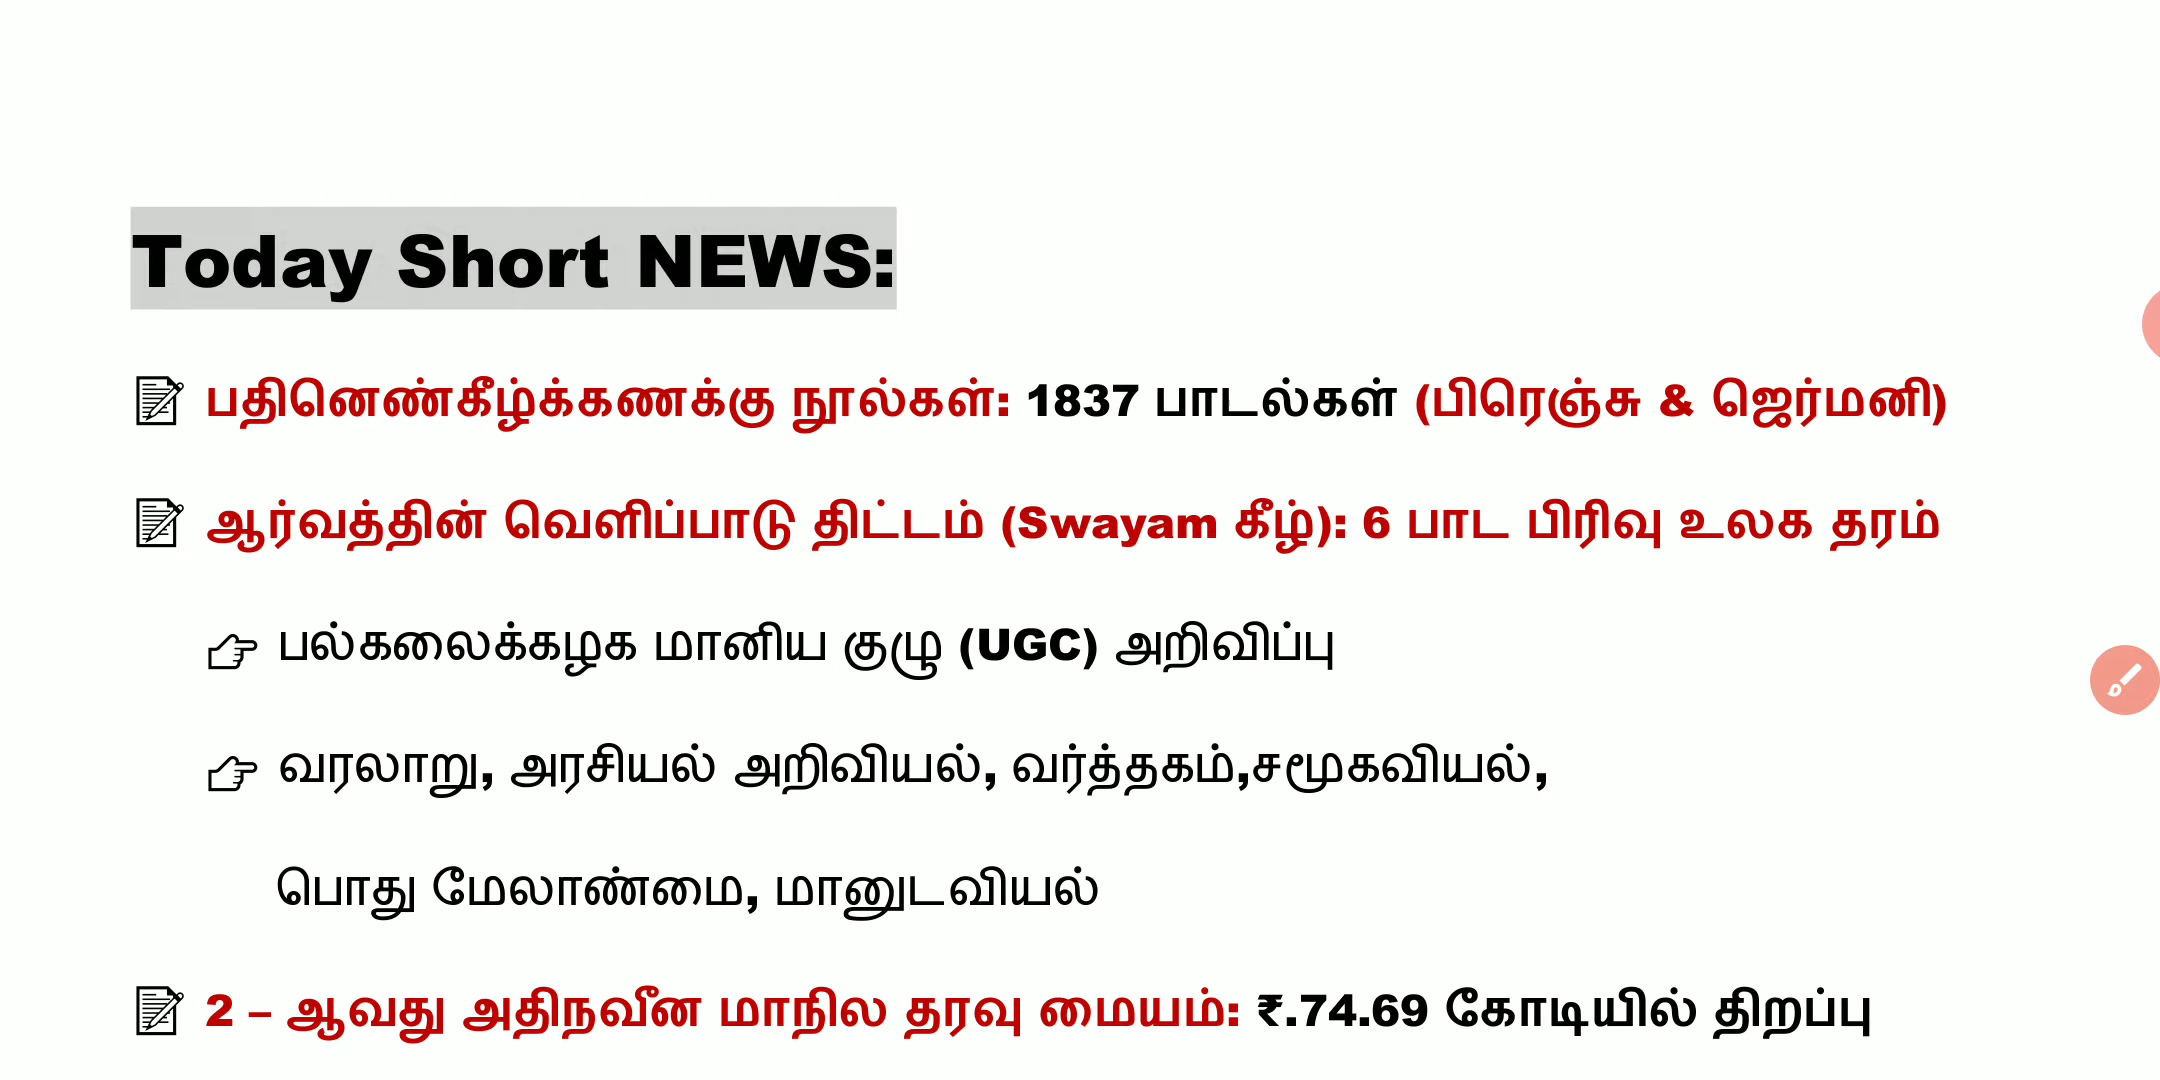 Today Short NEWS:
பதினெண்கீழ்க்கணக்கு நூல்கள்: 1837 பாடல்கள் (பிரெஞ்சு & ஜெர்மனி)
ஆர்வத்தின் வெளிப்பாடு திட்டம் (Swayam கீழ்): 6 பாட பிரிவு உலக தரம்
பல்கலைக்கழக மானிய குழு (UGC) அறிவிப்பு
வரலாறு, அரசியல் அறிவியல், வர்த்தகம்,சமூகவியல்,
பொது மேலாண்மை, மானுடவியல்
2 – ஆவது அதிநவீன மாநில தரவு மையம்: ₹.74.69 கோடியில் திறப்பு